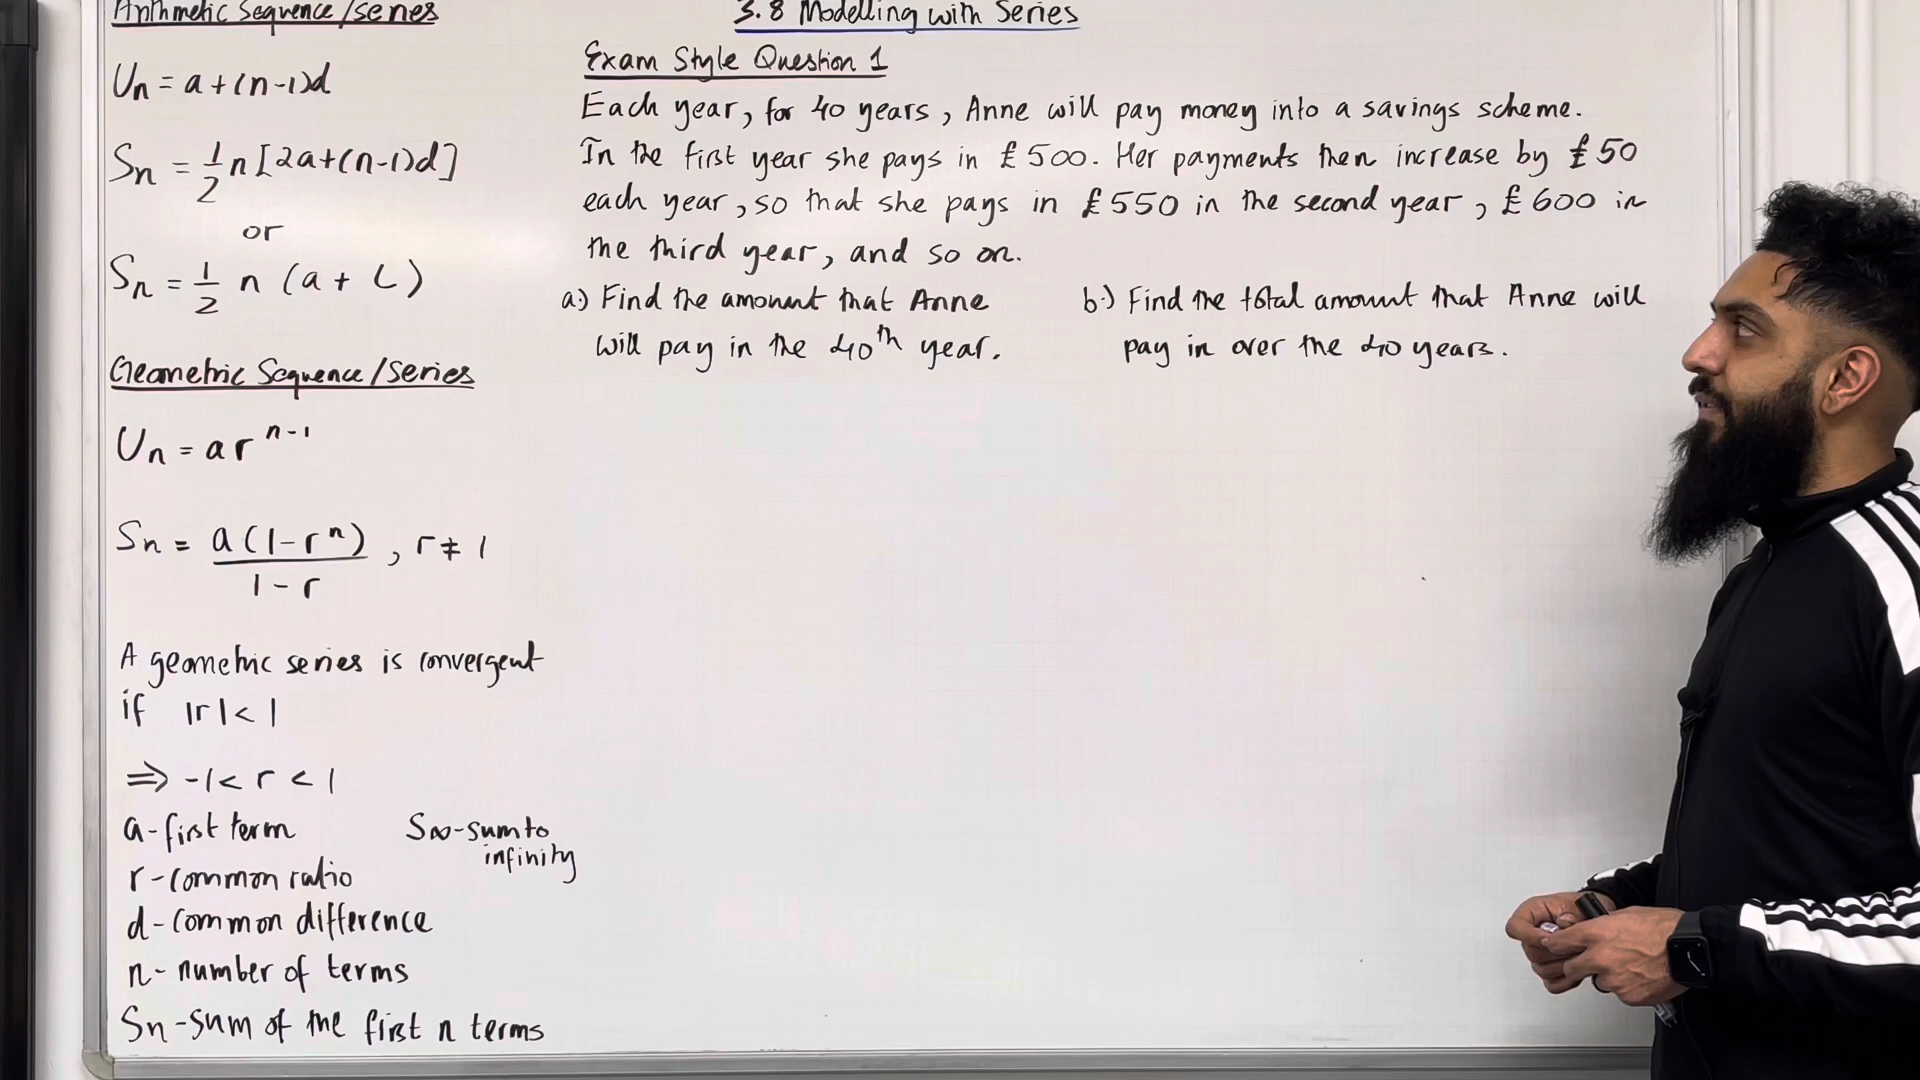 Arithmetic Sequence/series
Un = a+(n-1)d
Sn = 1/2 n[2a+(n-1)d]
or
Sn = 1/2 n (a + L)
Geometric Sequence/Series
Un = ar^n-1
Sn = a(1-r^n)/1-r , r≠1
A geometric series is convergent
if |r|<1
⇒ -1< r < 1
a-first term
r-common ratio
d-common difference
n-number of terms
Sn-sum of the first n terms
S∞-sum to
infinity
3.8 Modelling with Series
Exam Style Question 1
Each year, for 40 years, Anne will pay money into a savings scheme.
In the first year she pays in £500. Her payments then increase by £50
each year, so that she pays in £550 in the second year, £600 in
the third year, and so on.
a.) Find the amount that Anne
will pay in the 40th year.
b.) Find the total amount that Anne will
pay in over the 40 years.